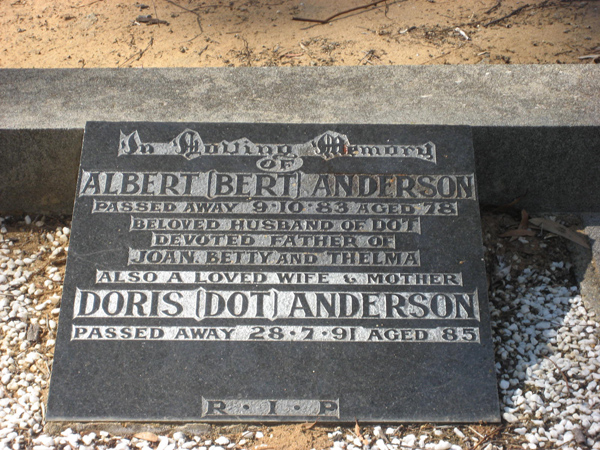 In Loving Memory
OF
ALBERT (BERT) ANDERSON
PASSED AWAY 9·10·83 AGED 78
BELOVED HUSBAND OF DOT
DEVOTED FATHER OF
JOAN, BETTY AND THELMA
ALSO A LOVED WIFE & MOTHER
DORIS (DOT) ANDERSON
PASSED AWAY 28·7·91 AGED 85
R·I·P